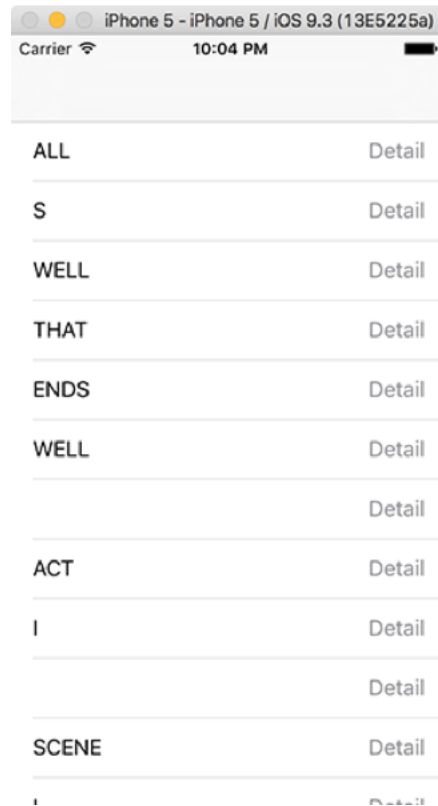 iPhone 5 - iPhone 5 / iOS 9.3 (13E5225a)
Carrier 10:04 PM
ALL Detail
S Detail
WELL Detail
THAT Detail
ENDS Detail
WELL Detail
Detail
ACT Detail
I Detail
Detail
SCENE Detail